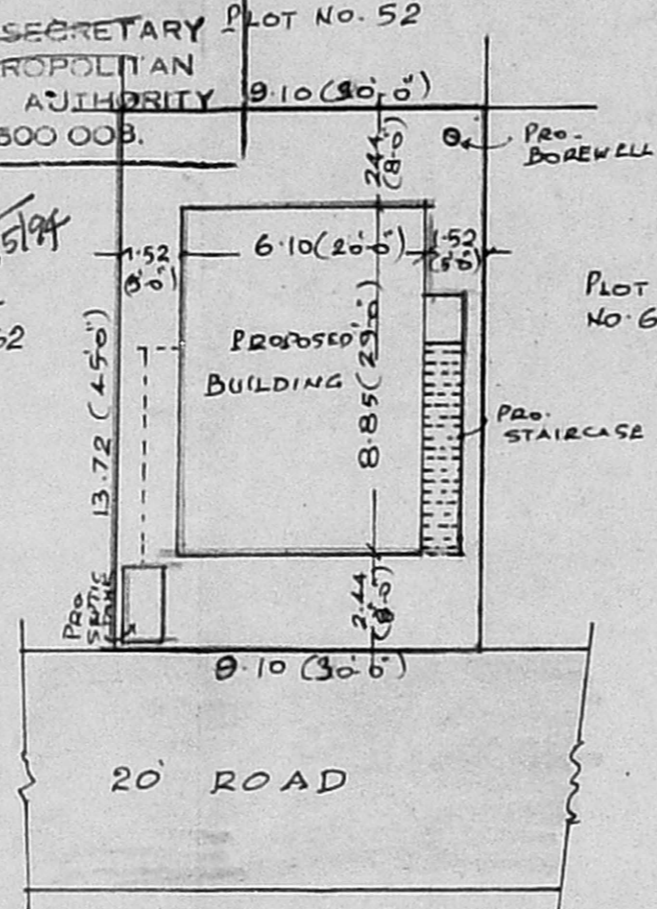 SECRETARY
PLOT NO. 52
ROPOLITAN
AUTHORITY
500 008.
9.10 (30'-0")
2.44 (8'-0")
PRO-
BOREWELL
5/94
1.52 (5'-0")
6.10 (20'-0")
1.52 (5'-0")
PLOT
NO. 6
52
PROPOSED
BUILDING
13.72 (45'-0")
8.85 (29'-0")
PRO.
STAIRCASE
PRO
SEPTIC
TANK
2.44 (8'-0")
9.10 (30'-0")
20' ROAD